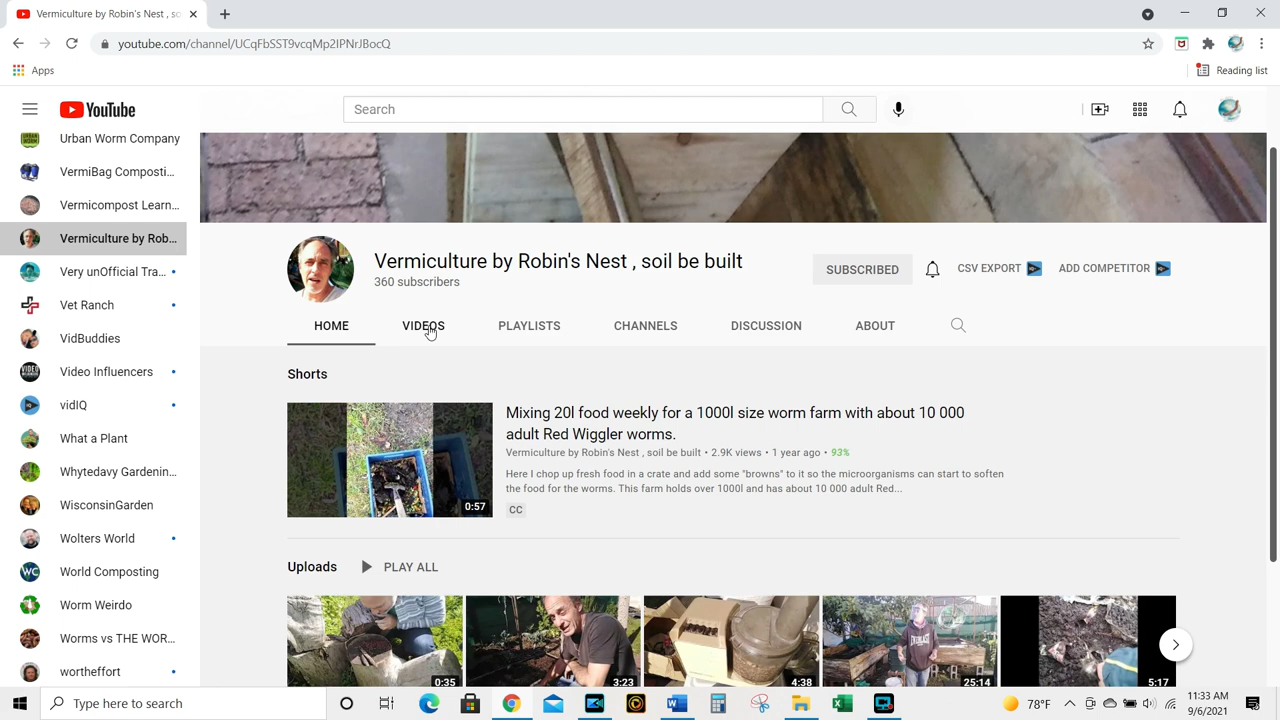 Vermiculture by Robin's Nest , so
youtube.com/channel/UCqFbSST9vcqMp2IPNrJBocQ
Apps
Reading list
YouTube
Search
Urban Worm Company
VermiBag Composti...
Vermicompost Learn...
Vermiculture by Rob...
Very unOfficial Tra...
Vet Ranch
VidBuddies
Video Influencers
vidIQ
What a Plant
Whytedavy Gardenin...
WisconsinGarden
Wolters World
World Composting
Worm Weirdo
Worms vs THE WOR...
wortheffort
Vermiculture by Robin's Nest , soil be built
360 subscribers
SUBSCRIBED
CSV EXPORT
ADD COMPETITOR
HOME VIDEOS PLAYLISTS CHANNELS DISCUSSION ABOUT
Shorts
Mixing 20l food weekly for a 1000l size worm farm with about 10 000
adult Red Wiggler worms.
Vermiculture by Robin's Nest , soil be built • 2.9K views • 1 year ago • 93%
Here I chop up fresh food in a crate and add some "browns" to it so the microorganisms can start to soften
the food for the worms. This farm holds over 1000l and has about 10 000 adult Red...
CC
0:57
Uploads PLAY ALL
0:35
3:23
4:38
25:14
5:17
Type here to search
78°F
11:33 AM
9/6/2021